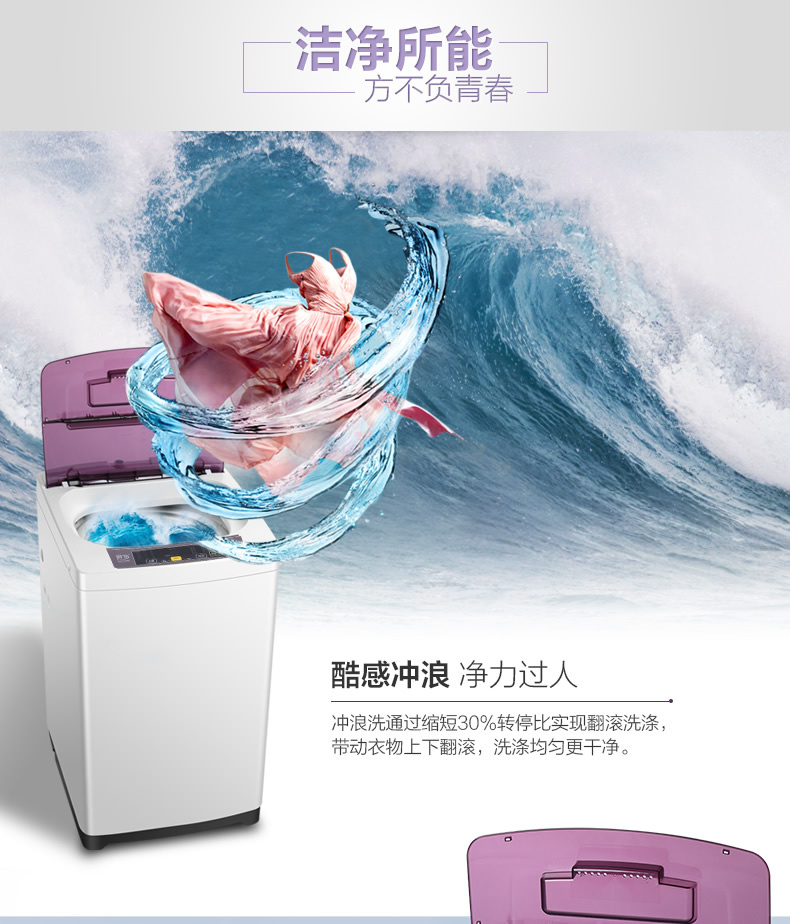 洁净所能
方不负青春
酷感冲浪 净力过人
冲浪洗通过缩短30%转停比实现翻滚洗涤，
带动衣物上下翻滚，洗涤均匀更干净。